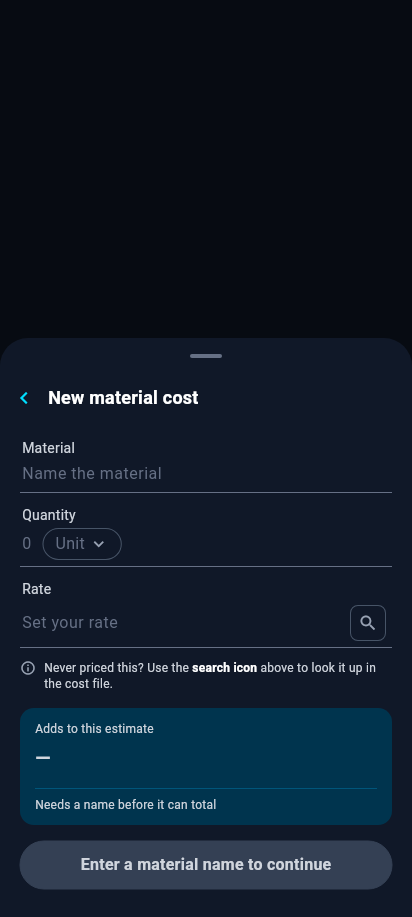 New material cost
Material
Name the material
Quantity
0 Unit
Rate
Set your rate
Never priced this? Use the search icon above to look it up in
the cost file.
Adds to this estimate
—
Needs a name before it can total
Enter a material name to continue